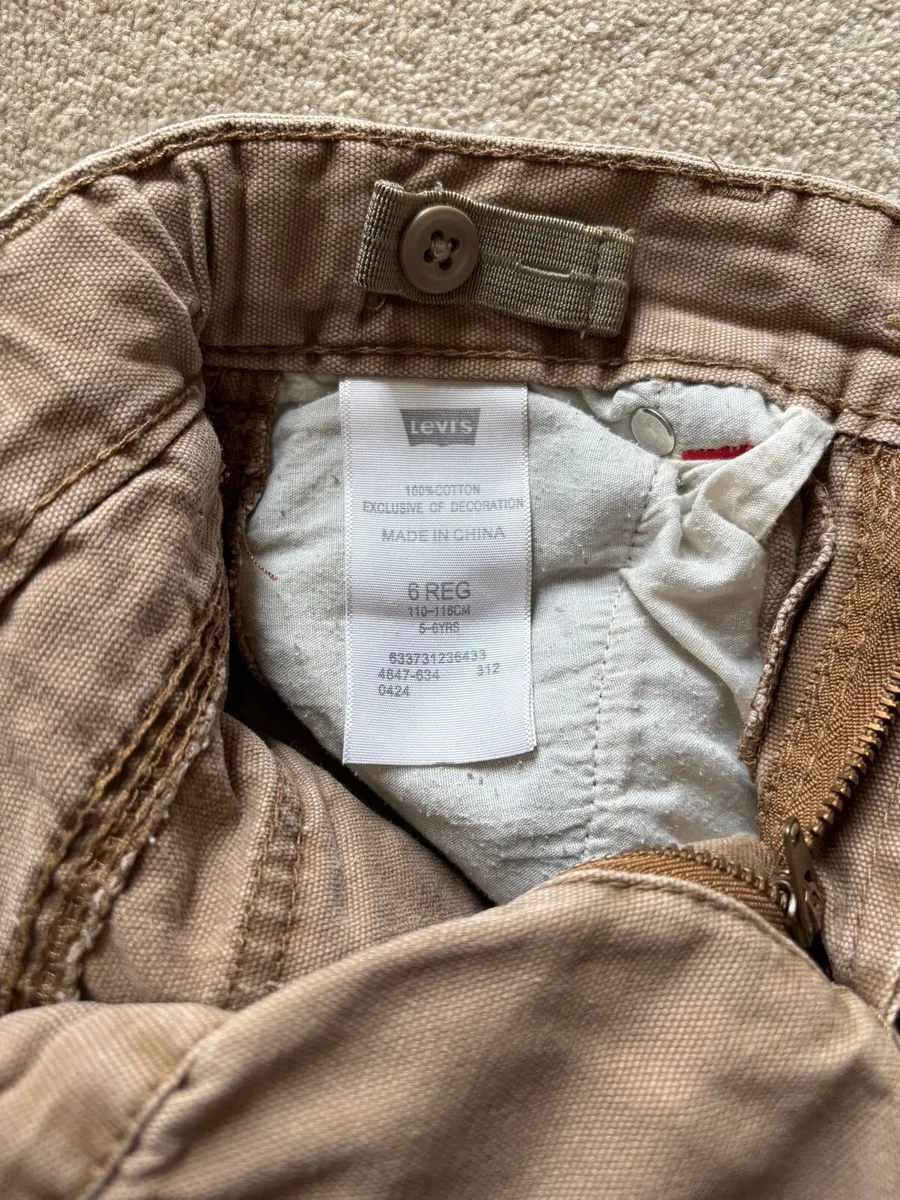 Levi's
100%COTTON
EXCLUSIVE OF DECORATION
MADE IN CHINA
6 REG
110-116CM
5-6YRS
633731236433
4647-634 312
0424